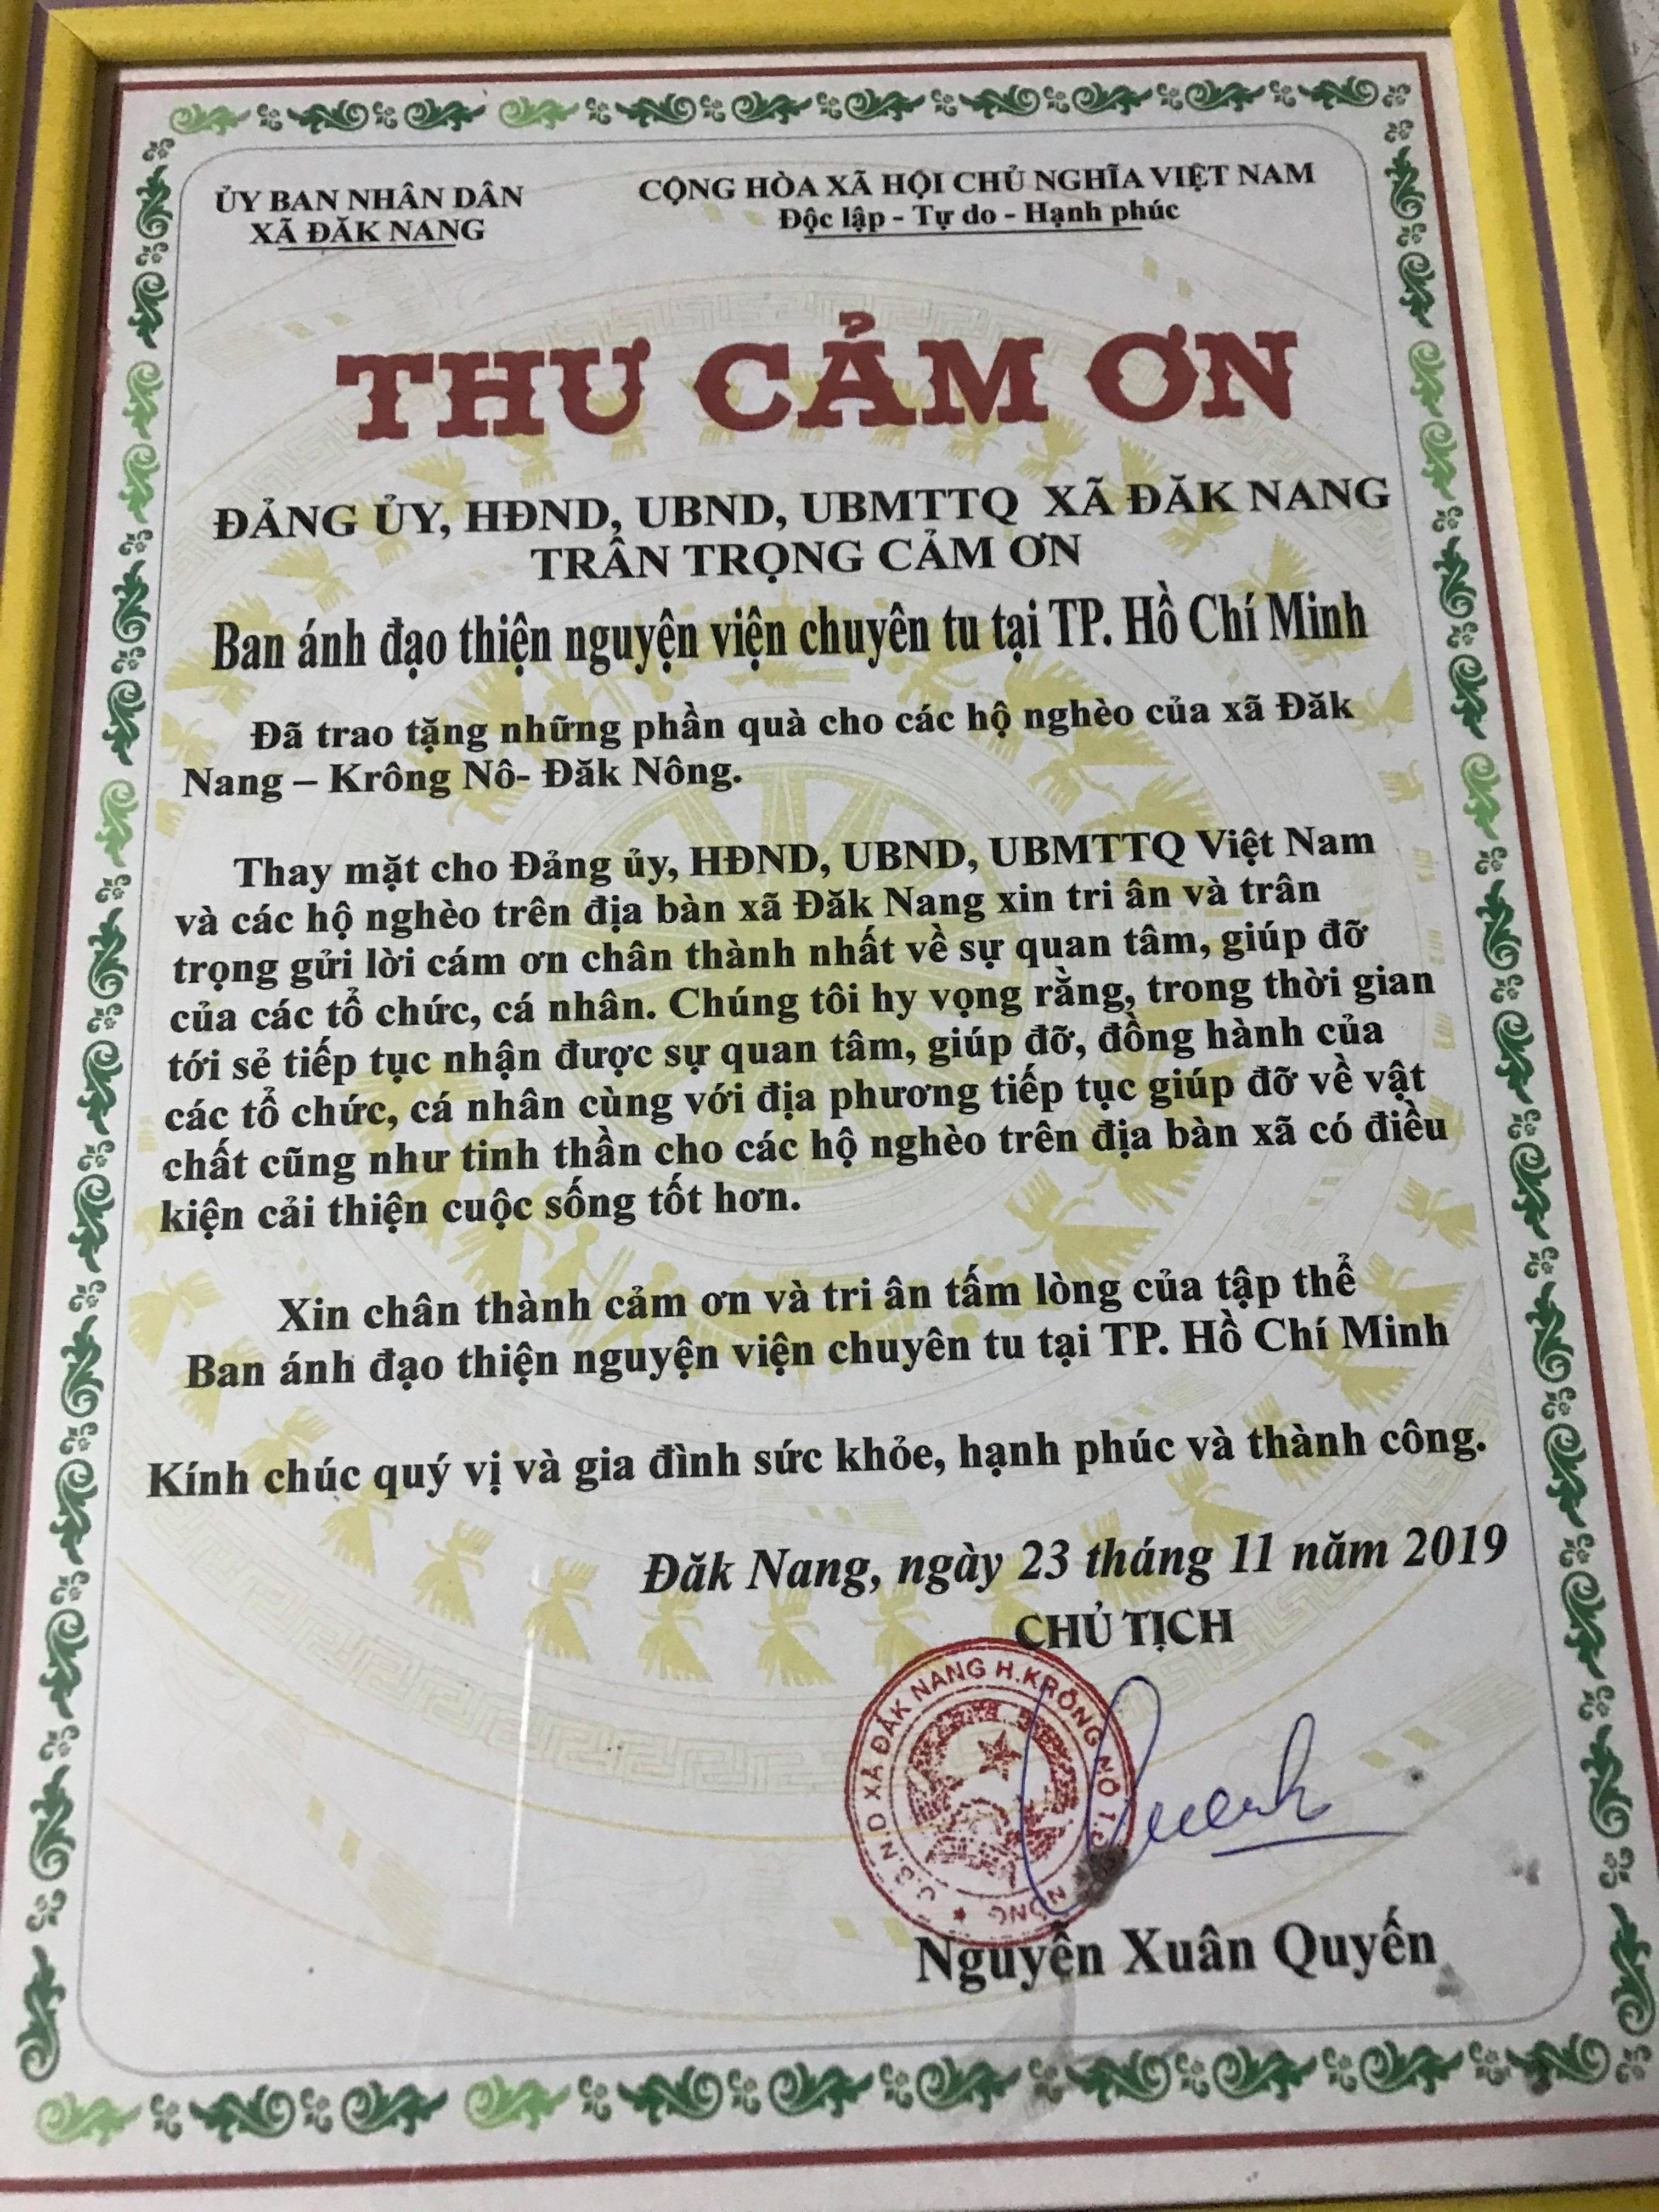 ỦY BAN NHÂN DÂN
XÃ ĐĂK NANG
CỘNG HÒA XÃ HỘI CHỦ NGHĨA VIỆT NAM
Độc lập - Tự do - Hạnh phúc
THƯ CẢM ƠN
ĐẢNG ỦY, HĐND, UBND, UBMTTQ XÃ ĐĂK NANG
TRÂN TRỌNG CẢM ƠN
Ban ánh đạo thiện nguyện viện chuyên tu tại TP. Hồ Chí Minh
Đã trao tặng những phần quà cho các hộ nghèo của xã Đăk
Nang – Krông Nô- Đăk Nông.
Thay mặt cho Đảng ủy, HĐND, UBND, UBMTTQ Việt Nam
và các hộ nghèo trên địa bàn xã Đăk Nang xin tri ân và trân
trọng gửi lời cám ơn chân thành nhất về sự quan tâm, giúp đỡ
của các tổ chức, cá nhân. Chúng tôi hy vọng rằng, trong thời gian
tới sẻ tiếp tục nhận được sự quan tâm, giúp đỡ, đồng hành của
các tổ chức, cá nhân cùng với địa phương tiếp tục giúp đỡ về vật
chất cũng như tinh thần cho các hộ nghèo trên địa bàn xã có điều
kiện cải thiện cuộc sống tốt hơn.
Xin chân thành cảm ơn và tri ân tấm lòng của tập thể
Ban ánh đạo thiện nguyện viện chuyên tu tại TP. Hồ Chí Minh
Kính chúc quý vị và gia đình sức khỏe, hạnh phúc và thành công.
Đăk Nang, ngày 23 tháng 11 năm 2019
CHỦ TỊCH
U.B.N.D XÃ ĐĂK NANG H.KRÔNG NÔ T. NÔNG
Nguyễn Xuân Quyến